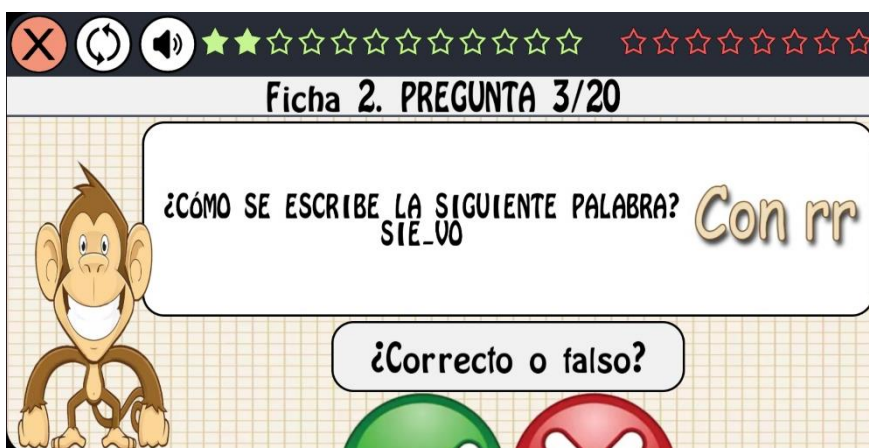 Ficha 2. PREGUNTA 3/20
¿CÓMO SE ESCRIBE LA SIGUIENTE PALABRA?
SIE_VO
Con rr
¿Correcto o falso?